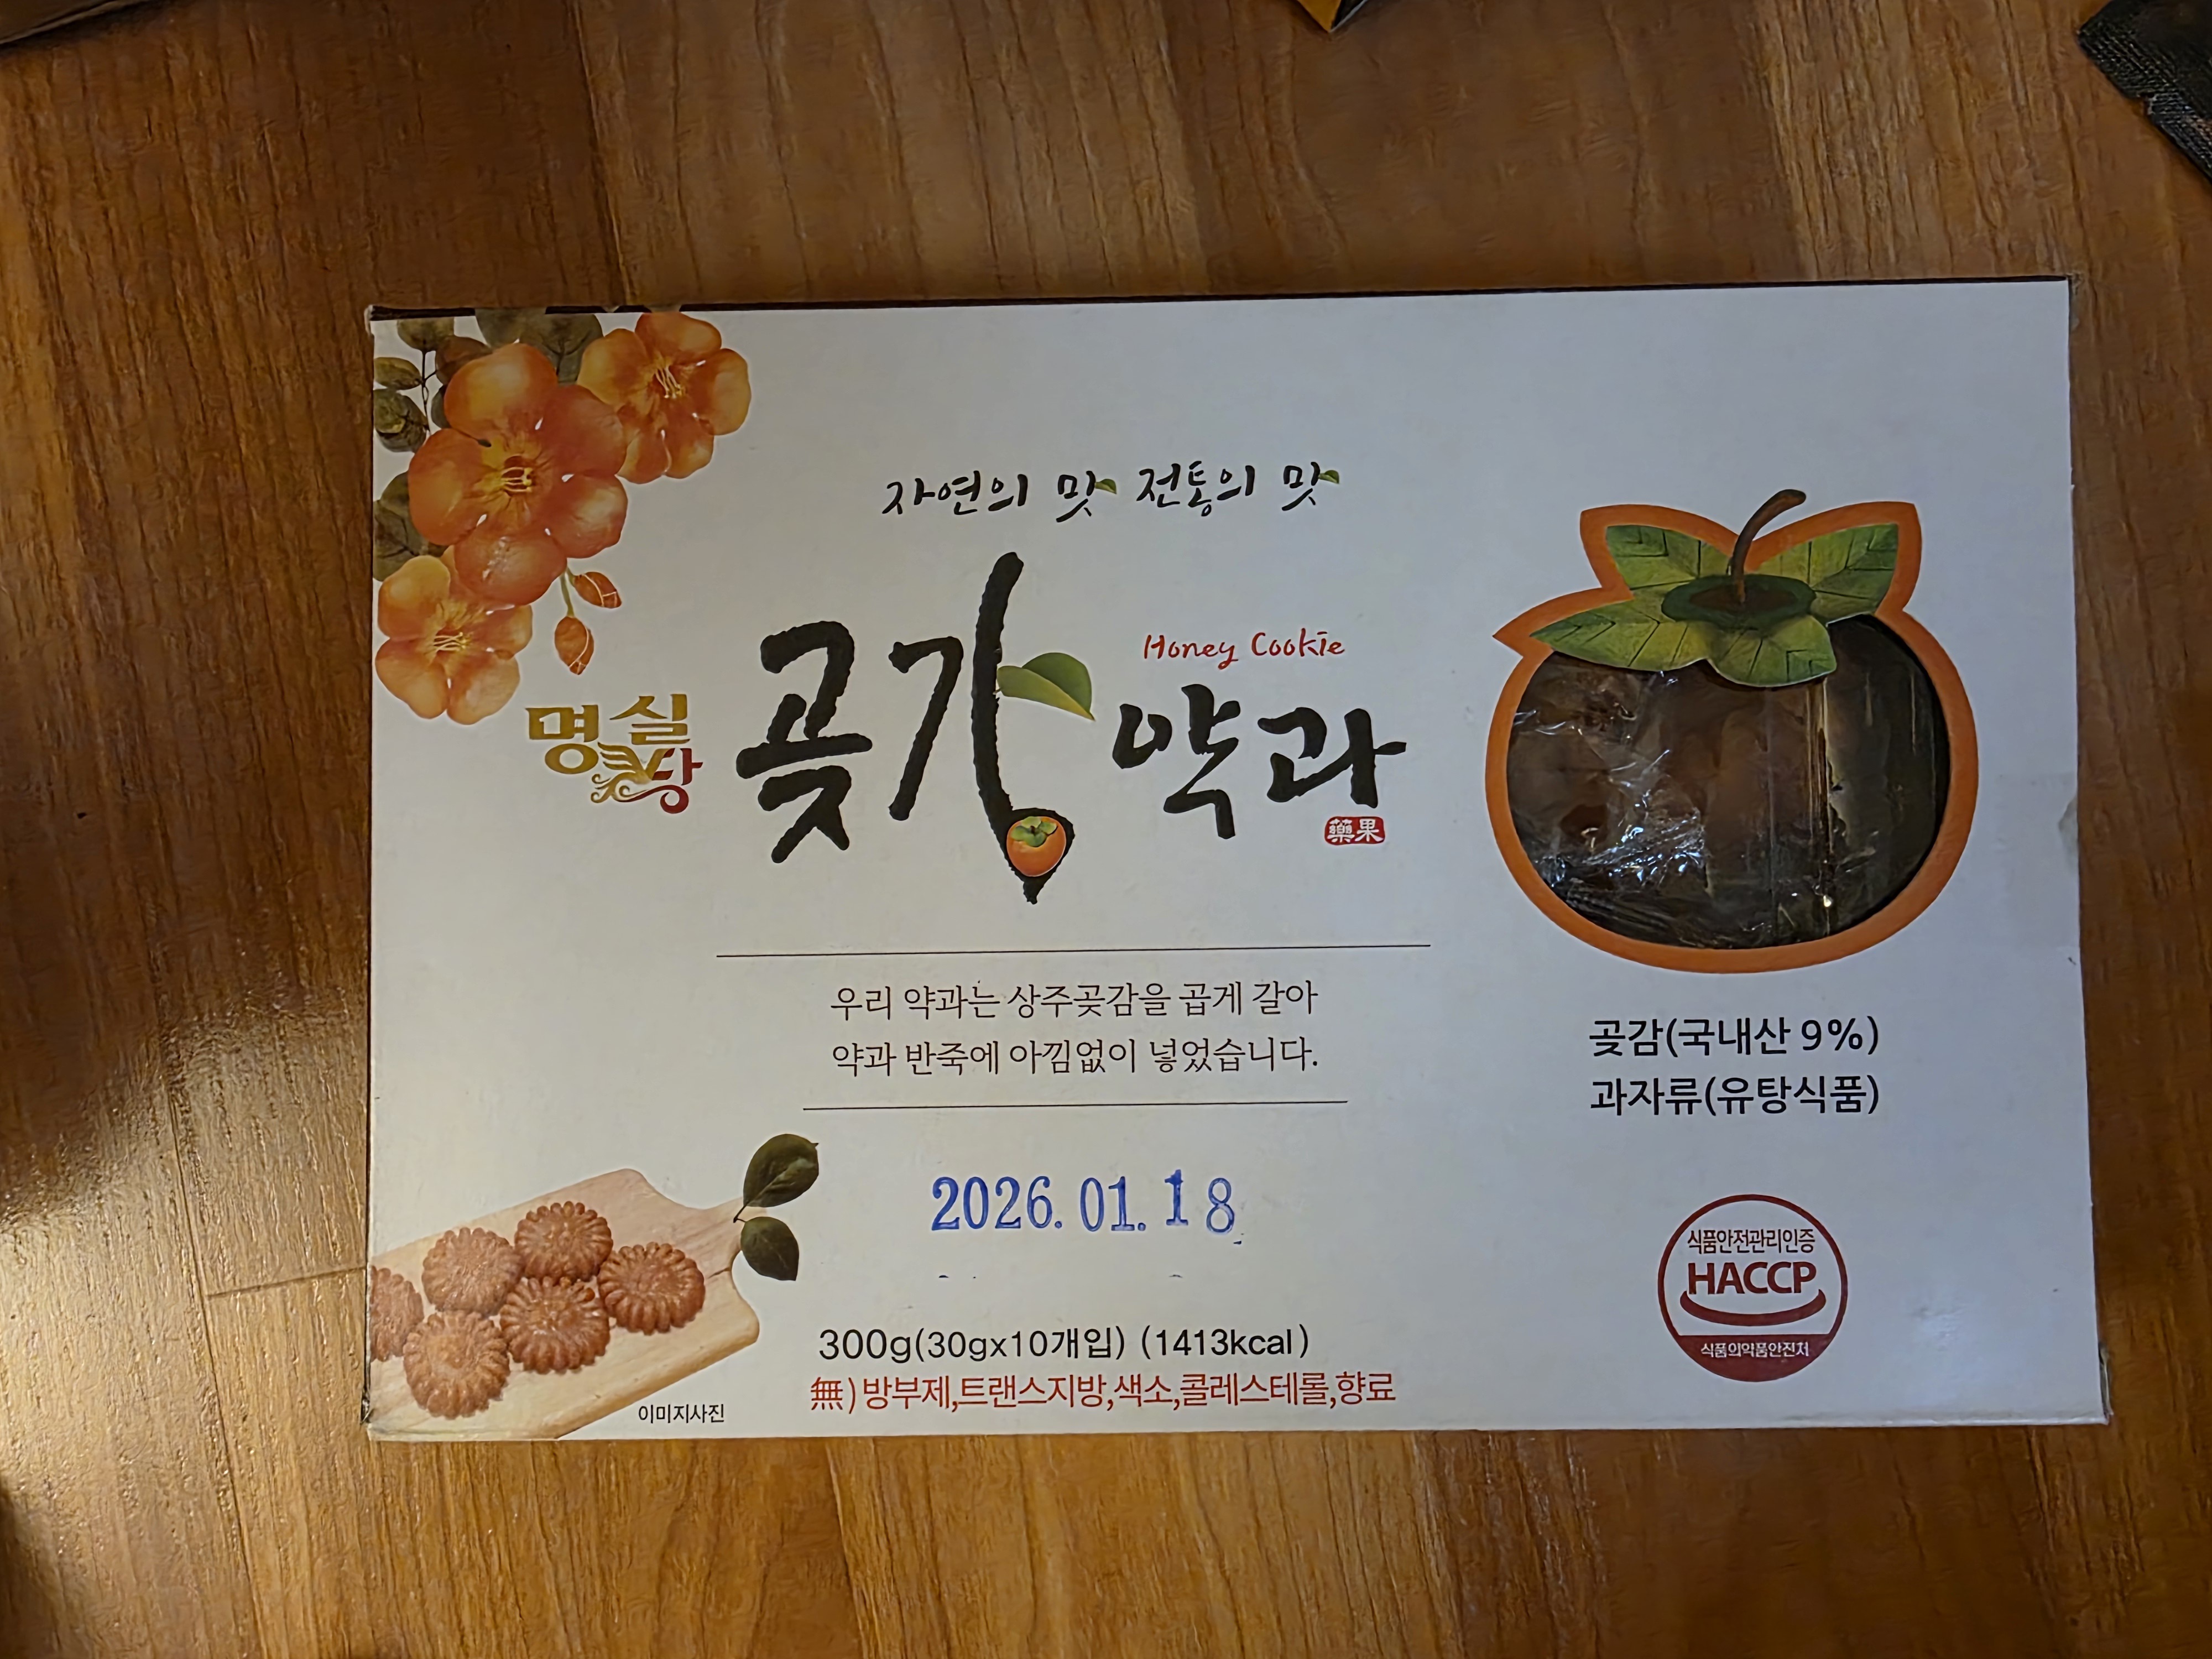 자연의 맛 전통의 맛
명실상
곶감 약과
Honey Cookie
藥果
우리 약과는 상주곶감을 곱게 갈아
약과 반죽에 아낌없이 넣었습니다.
2026.01.18
300g(30gx10개입) (1413kcal)
無)방부제,트랜스지방,색소,콜레스테롤,향료
이미지사진
곶감(국내산 9%)
과자류(유탕식품)
식품안전관리인증
HACCP
식품의약품안전처